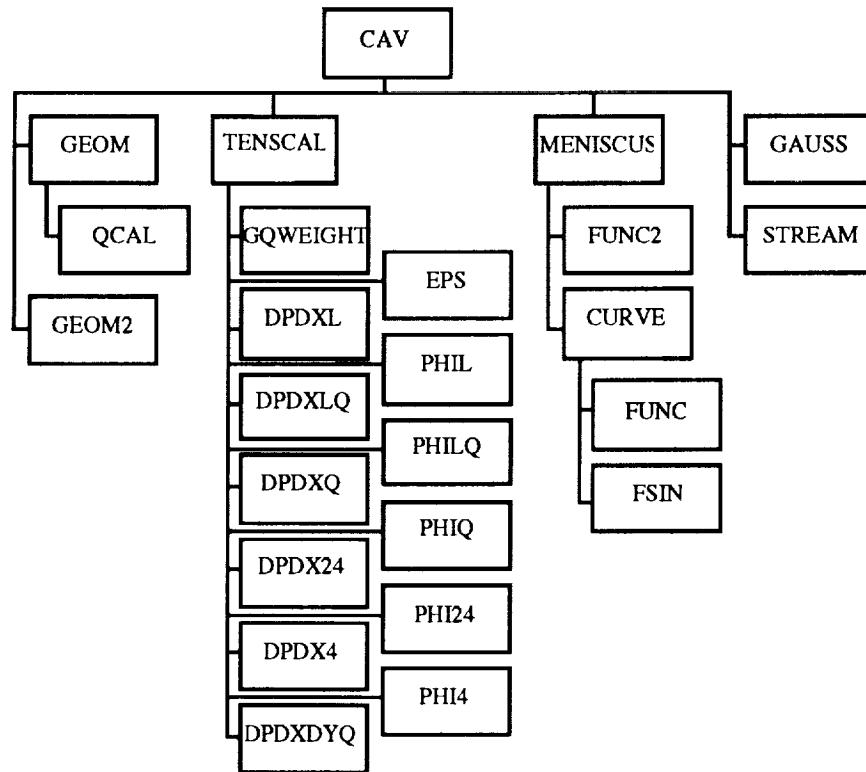 CAV
GEOM
TENSCAL
MENISCUS
GAUSS
QCAL
GQWEIGHT
FUNC2
STREAM
EPS
GEOM2
DPDXL
CURVE
PHIL
DPDXLQ
FUNC
PHILQ
DPDXQ
FSIN
PHIQ
DPDX24
PHI24
DPDX4
PHI4
DPDXDYQ